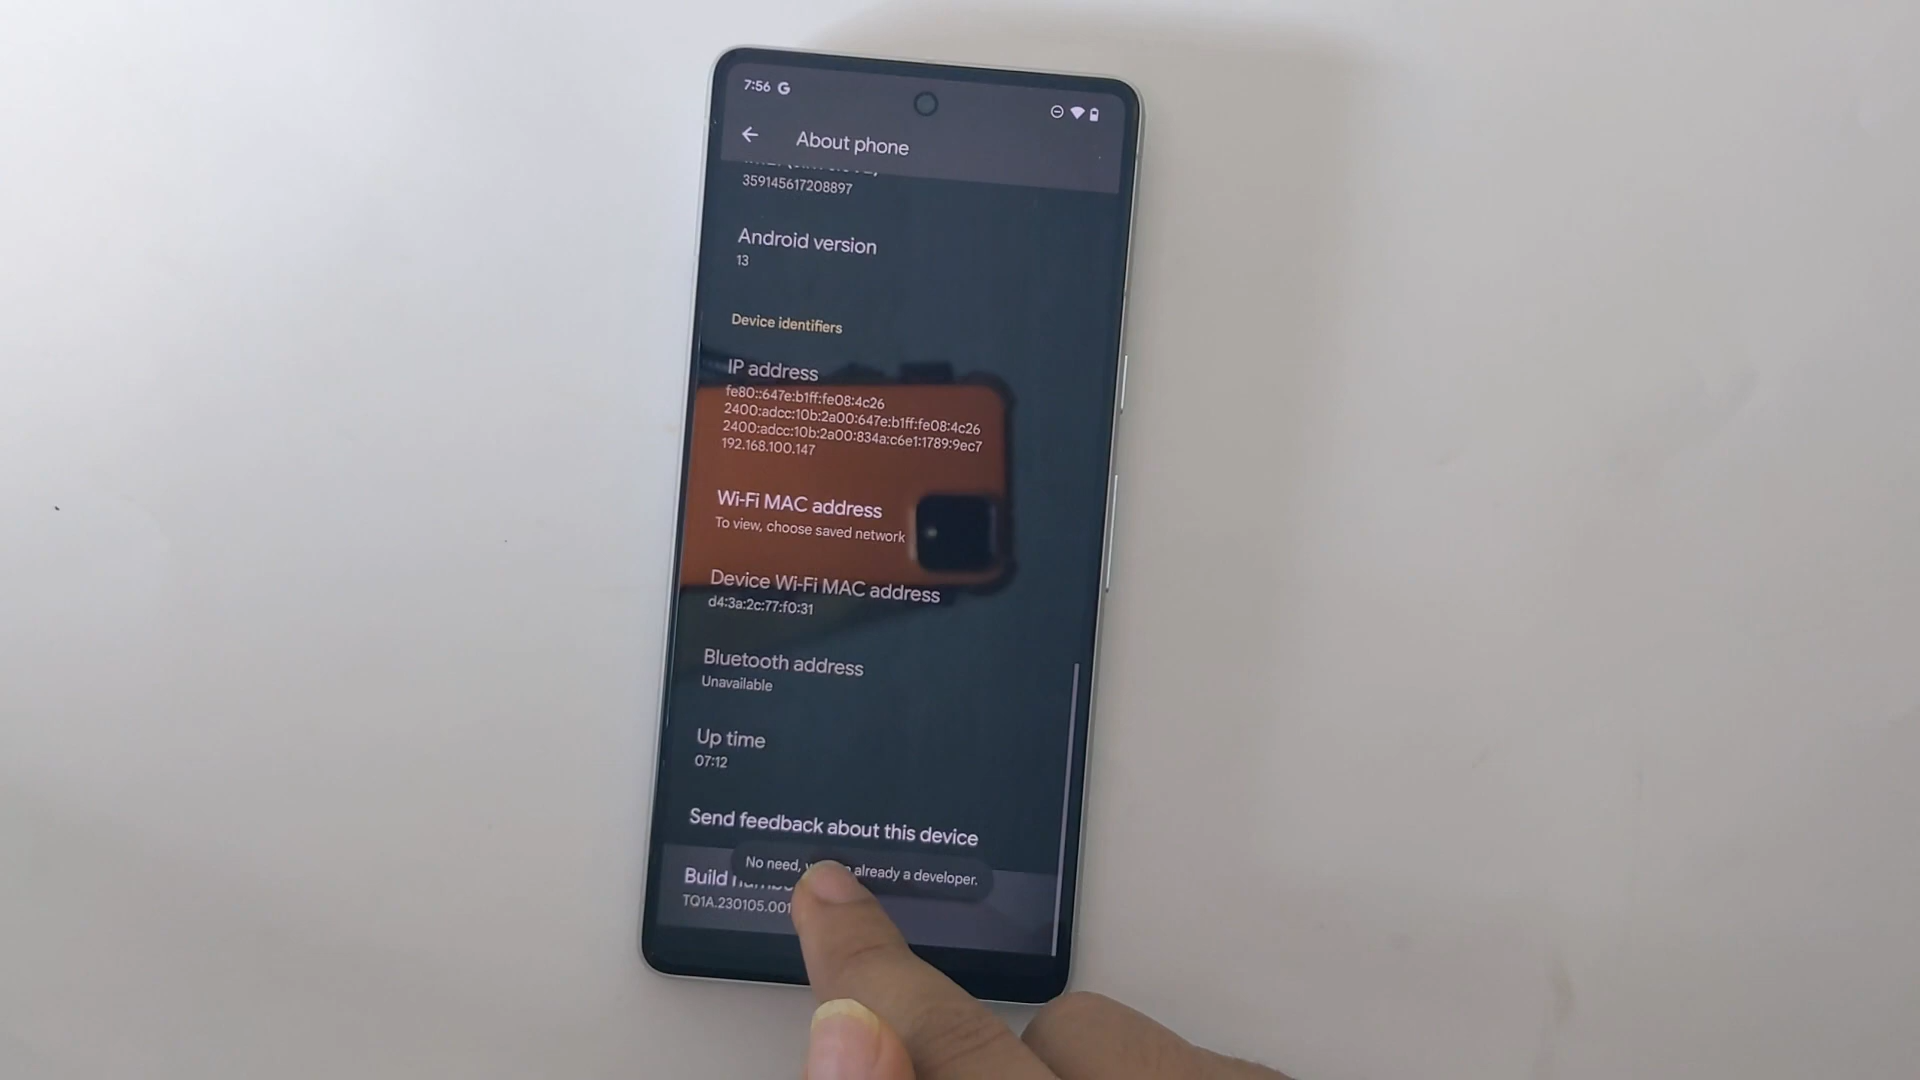 7:56 G
About phone
359145617208897
Android version
13
Device identifiers
IP address
fe80::647e:b1ff:fe08:4c26
2400:adcc:10b:2a00:647e:b1ff:fe08:4c26
2400:adcc:10b:2a00:834a:c6e1:1789:9ec7
192.168.100.147
Wi-Fi MAC address
To view, choose saved network
Device Wi-Fi MAC address
d4:3a:2c:77:f0:31
Bluetooth address
Unavailable
Up time
07:12
Send feedback about this device
No need, already a developer.
Build
TQ1A.230105.001